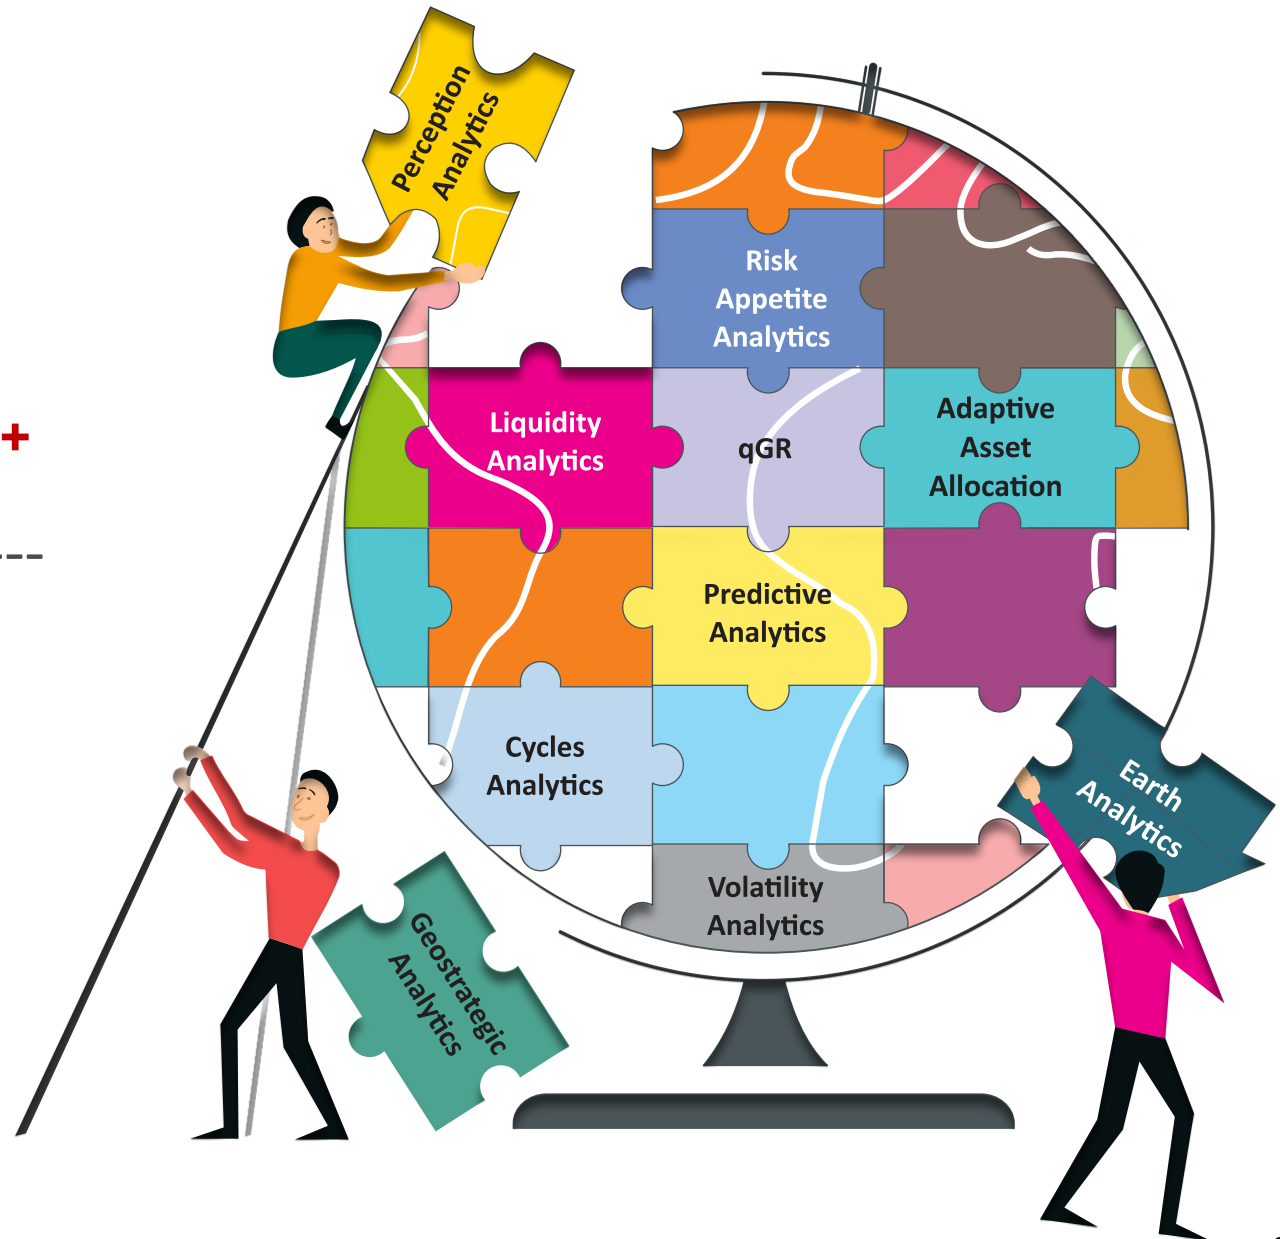 Perception
Analytics
Risk
Appetite
Analytics
Liquidity
Analytics
qGR
Adaptive
Asset
Allocation
+
Predictive
Analytics
Cycles
Analytics
Earth
Analytics
Volatility
Analytics
Geostrategic
Analytics